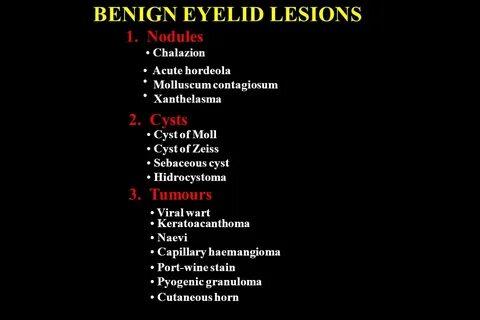 BENIGN EYELID LESIONS
1. Nodules
• Chalazion
• Acute hordeola
• Molluscum contagiosum
• Xanthelasma
2. Cysts
• Cyst of Moll
• Cyst of Zeiss
• Sebaceous cyst
• Hidrocystoma
3. Tumours
• Viral wart
• Keratoacanthoma
• Naevi
• Capillary haemangioma
• Port-wine stain
• Pyogenic granuloma
• Cutaneous horn